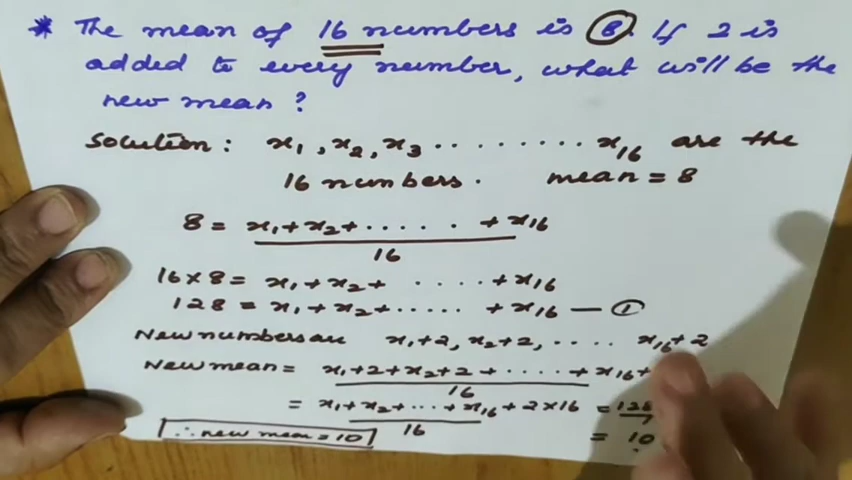 * The mean of 16 numbers is 8. If 2 is
added to every number, what will be the
new mean?
Solution: x₁, x₂, x₃ ......... x₁₆ are the
16 numbers. mean = 8
8 = x₁+x₂+ ..... . +x₁₆
16
16×8= x₁+x₂+ ..... +x₁₆
128 = x₁+x₂+..... +x₁₆ — ①
New numbers are x₁+2, x₂+2, .... x₁₆+2
New mean = x₁+2+x₂+2+.....+x₁₆+
16
= x₁+x₂+...+x₁₆+2×16 = 128
16
∴ new mean = 10 = 10